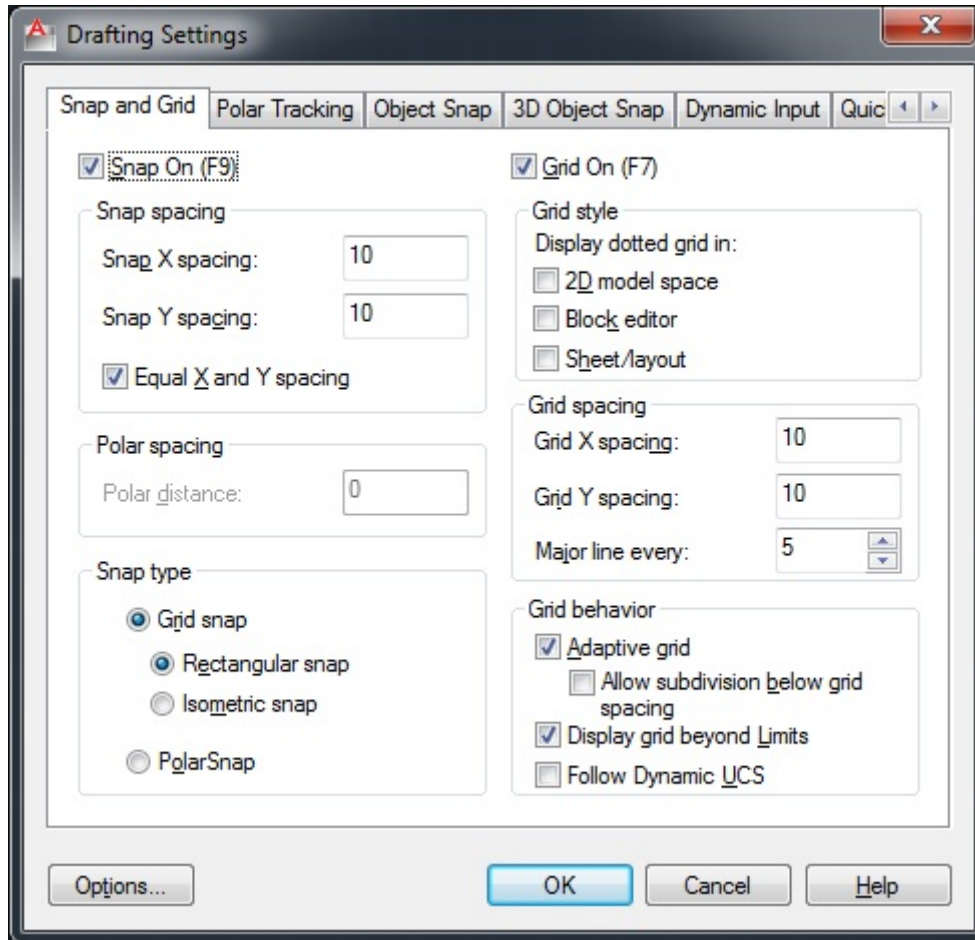 Drafting Settings
Snap and Grid Polar Tracking Object Snap 3D Object Snap Dynamic Input Quic
Snap On (F9)
Snap spacing
Snap X spacing: 10
Snap Y spacing: 10
Equal X and Y spacing
Polar spacing
Polar distance: 0
Snap type
Grid snap
Rectangular snap
Isometric snap
PolarSnap
Grid On (F7)
Grid style
Display dotted grid in:
2D model space
Block editor
Sheet/layout
Grid spacing
Grid X spacing: 10
Grid Y spacing: 10
Major line every: 5
Grid behavior
Adaptive grid
Allow subdivision below grid
spacing
Display grid beyond Limits
Follow Dynamic UCS
Options... OK Cancel Help